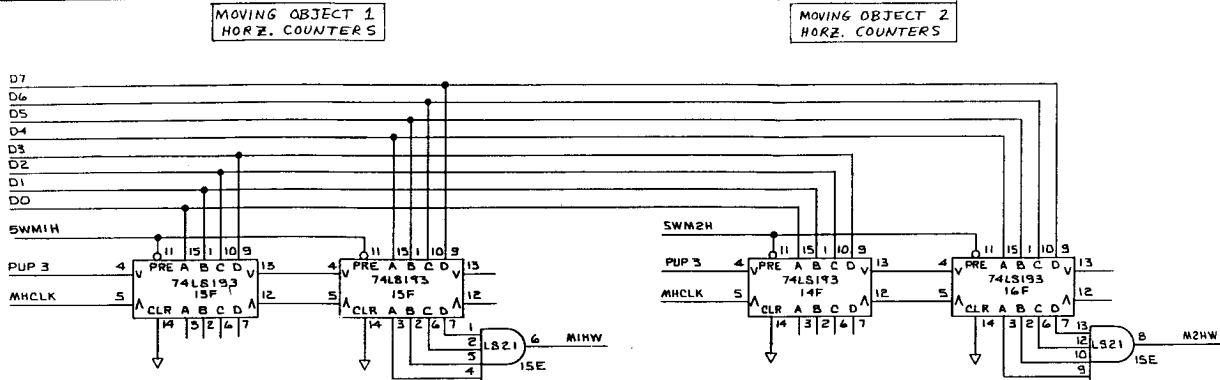 MOVING OBJECT 1
HORZ. COUNTERS
MOVING OBJECT 2
HORZ. COUNTERS
D7
D6
D5
D4
D3
D2
D1
D0
SWM1H
SWM2H
11 15 1 10 9
11 15 1 10 9
11 15 1 10 9
11 15 1 10 9
PUP 3 4 PRE A B C D 13
4 PRE A B C D 13
PUP 3 4 PRE A B C D 13
4 PRE A B C D 13
74LS193
74LS193
74LS193
74LS193
13F
15F
14F
16F
MHCLK 5 CLR A B C D 12
5 CLR A B C D 12
MHCLK 5 CLR A B C D 12
5 CLR A B C D 12
14 3 2 6 7
14 3 2 6 7
14 3 2 6 7
14 3 2 6 7
1
2
5
4
LS21
6
M1HW
15E
13
12
10
9
LS21
8
M2HW
15E